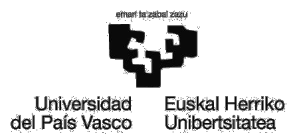 eman ta zabal zazu
Universidad
del País Vasco
Euskal Herriko
Unibertsitatea